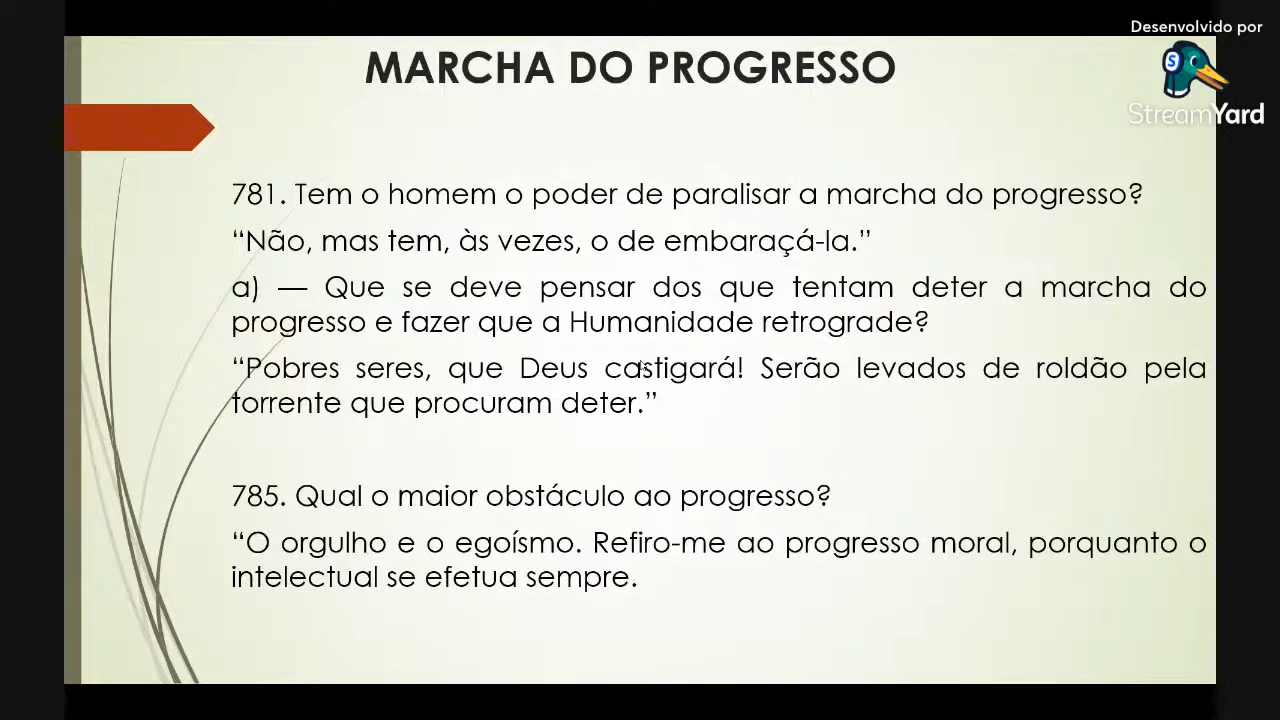 Desenvolvido por
StreamYard
MARCHA DO PROGRESSO
781. Tem o homem o poder de paralisar a marcha do progresso?
“Não, mas tem, às vezes, o de embaraçá-la.”
a) — Que se deve pensar dos que tentam deter a marcha do
progresso e fazer que a Humanidade retrograde?
“Pobres seres, que Deus castigará! Serão levados de roldão pela
torrente que procuram deter.”
785. Qual o maior obstáculo ao progresso?
“O orgulho e o egoísmo. Refiro-me ao progresso moral, porquanto o
intelectual se efetua sempre.